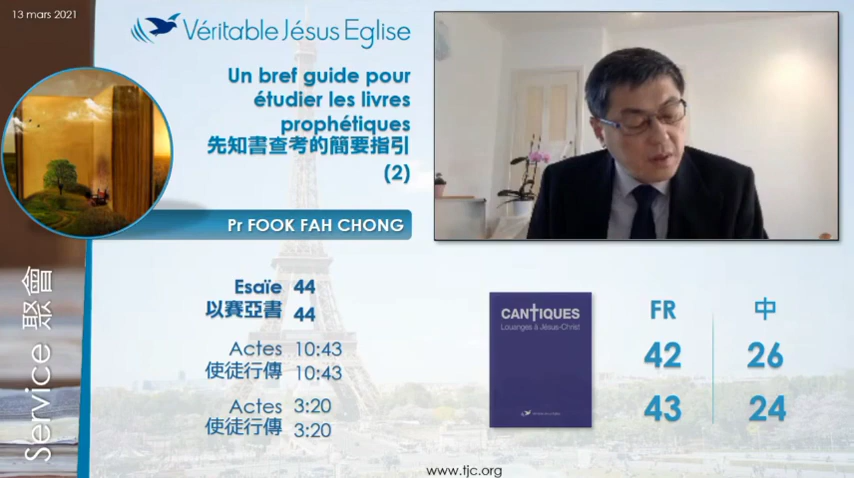 13 mars 2021
Véritable Jésus Eglise
Un bref guide pour
étudier les livres
prophétiques
先知書查考的簡要指引
(2)
Pr FOOK FAH CHONG
Service 聚會
Esaïe 44
以賽亞書 44
Actes 10:43
使徒行傳 10:43
Actes 3:20
使徒行傳 3:20
CANTIQUES
Louanges à Jésus-Christ
FR 中
42 26
43 24
www.tjc.org